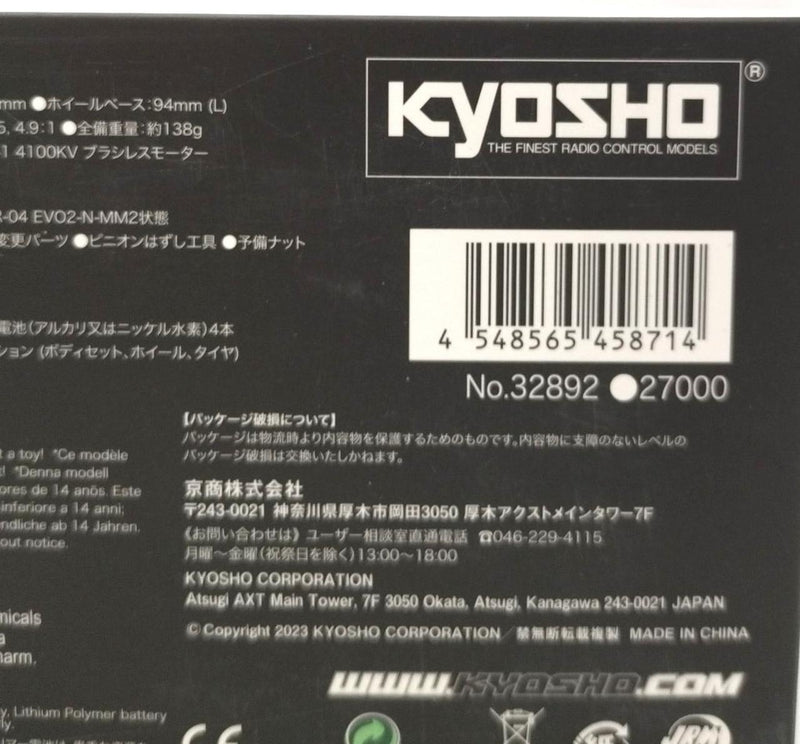 mm ●ホイールベース:94mm (L)
4.9:1 ●全備重量:約138g
4100KV ブラシレスモーター
-04 EVO2-N-MM2状態
変更パーツ ●ピニオンはずし工具 ●予備ナット
電池(アルカリ又はニッケル水素)4本
ション (ボディセット、ホイール、タイヤ)
KYOSHO ®
THE FINEST RADIO CONTROL MODELS
4 548565 458714
No.32892 ●27000
【パッケージ破損について】
パッケージは物流時より内容物を保護するためのものです。内容物に支障のないレベルの
パッケージ破損は交換いたしかねます。
京商株式会社
〒243-0021 神奈川県厚木市岡田3050 厚木アクストメインタワー7F
《お問い合わせは》 ユーザー相談室直通電話 ☎046-229-4115
月曜～金曜(祝祭日を除く)13:00～18:00
KYOSHO CORPORATION
Atsugi AXT Main Tower, 7F 3050 Okata, Atsugi, Kanagawa 243-0021 JAPAN
© Copyright 2023 KYOSHO CORPORATION / 禁無断転載複製 MADE IN CHINA
www.KYOSHO.com
t a toy! *Ce modèle
t! *Denna modell
ores de 14 anõs. Este
inferiore a 14 anni:
ndliche ab 14 Jahren.
out notice.
micals
a
harm.
y, Lithium Polymer battery
ly.
CE
JRM